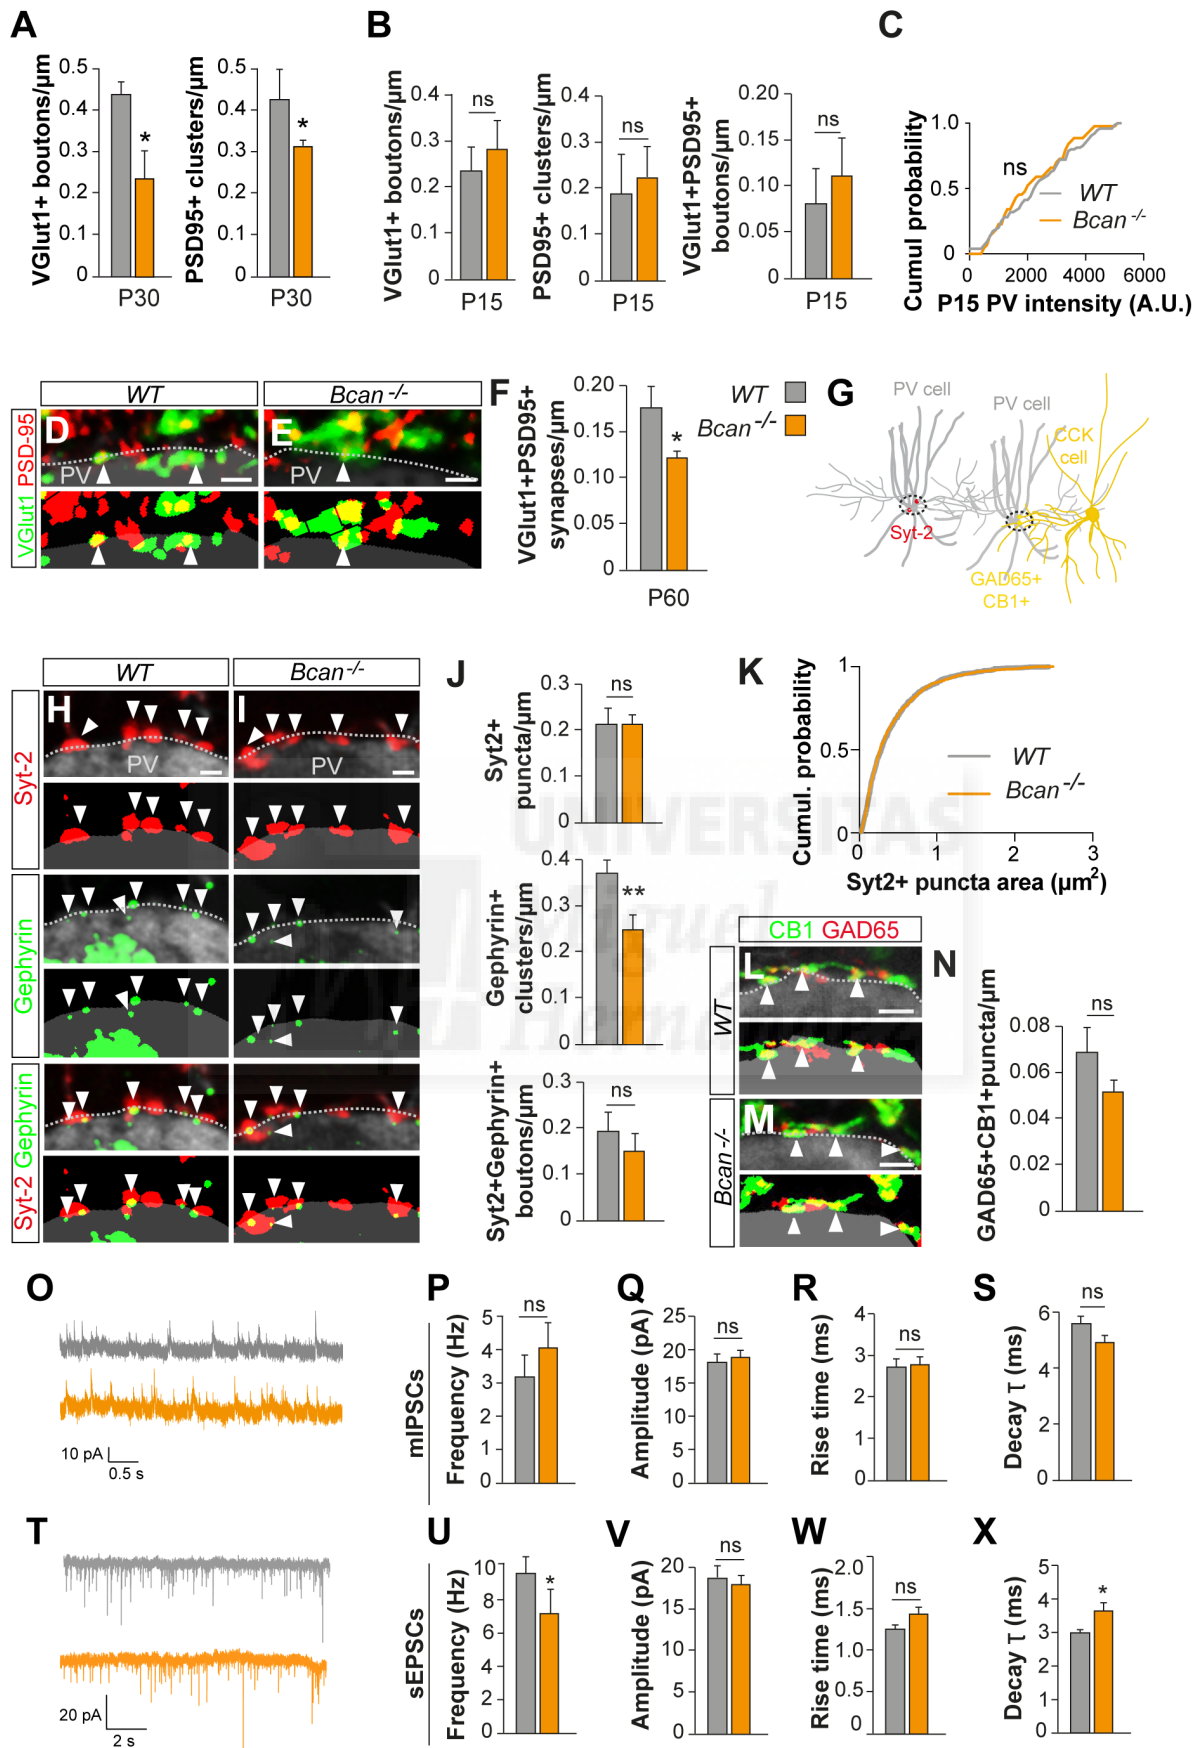 A
B
C
VGlut1+ boutons/µm
0.5
0.4
0.3
0.2
0.1
0
*
P30
PSD95+ clusters/µm
0.5
0.4
0.3
0.2
0.1
0
*
P30
VGlut1+ boutons/µm
0.4
0.3
0.2
0.1
0
ns
P15
PSD95+ clusters/µm
0.4
0.3
0.2
0.1
0
ns
P15
VGlut1+PSD95+
boutons/µm
0.20
0.15
0.10
0.05
0
ns
P15
Cumul probability
1.0
0.5
0
ns
WT
Bcan -/-
0
2000
4000
6000
P15 PV intensity (A.U.)
WT
Bcan -/-
VGlut1 PSD-95
D
PV
E
PV
F
VGlut1+PSD95+
synapses/µm
0.20
0.15
0.10
0.05
0
*
P60
WT
Bcan-/-
G
PV cell
PV cell
CCK
cell
Syt-2
GAD65+
CB1+
WT
Bcan-/-
Syt-2
Gephyrin
Syt-2 Gephyrin
H
PV
I
PV
J
Syt2+
puncta/µm
0.3
0.2
0.1
0
ns
Gephyrin+
clusters/µm
0.4
0.3
0.2
0.1
0
**
Syt2+Gephyrin+
boutons/µm
0.3
0.2
0.1
0
ns
K
Cumul. probability
1
0.5
0
WT
Bcan-/-
0
1
2
3
Syt2+ puncta area (µm²)
UNIVERSITAS
Miguel
Hernández
CB1 GAD65
WT
L
Bcan-/-
M
N
GAD65+CB1+puncta/µm
0.08
0.06
0.04
0.02
0
ns
O
10 pA
0.5 s
mIPSCs
P
Frequency (Hz)
5
4
3
2
1
0
ns
Q
Amplitude (pA)
25
20
15
10
5
0
ns
R
Rise time (ms)
4
3
2
1
0
ns
S
Decay τ (ms)
6
4
2
0
ns
T
20 pA
2 s
sEPSCs
U
Frequency (Hz)
10
8
6
4
2
0
*
V
Amplitude (pA)
20
15
10
5
0
ns
W
Rise time (ms)
2.0
1.5
1.0
0.5
0
ns
X
Decay τ (ms)
5
4
3
2
1
0
*